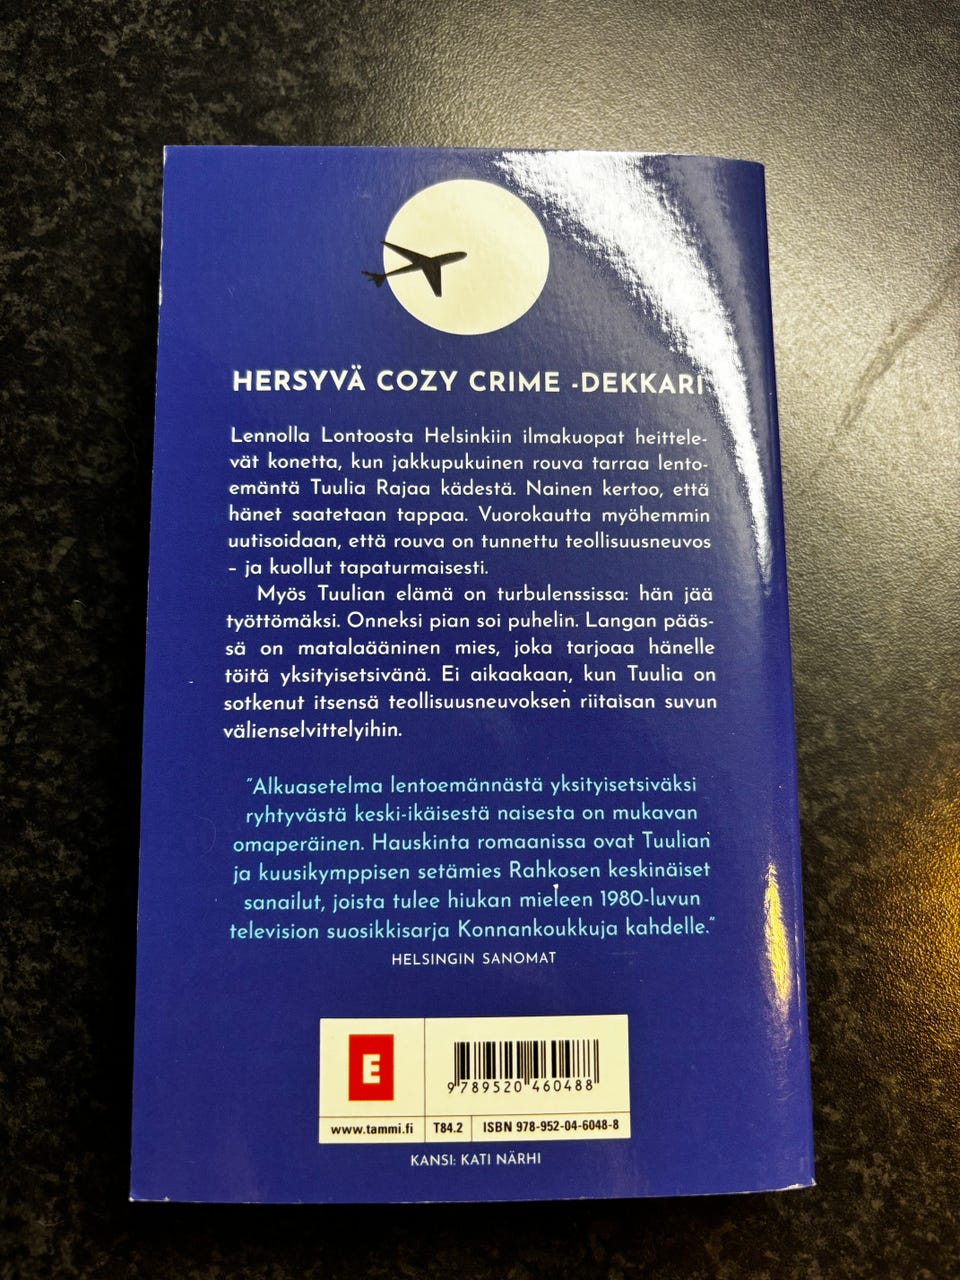 HERSYVÄ COZY CRIME -DEKKARI
Lennolla Lontoosta Helsinkiin ilmakuopat heittele-
vät konetta, kun jakkupukuinen rouva tarraa lento-
emäntä Tuulia Rajaa kädestä. Nainen kertoo, että
hänet saatetaan tappaa. Vuorokautta myöhemmin
uutisoidaan, että rouva on tunnettu teollisuusneuvos
– ja kuollut tapaturmaisesti.
Myös Tuulian elämä on turbulenssissa: hän jää
työttömäksi. Onneksi pian soi puhelin. Langan pääs-
sä on matalaääninen mies, joka tarjoaa hänelle
töitä yksityisetsivänä. Ei aikaakaan, kun Tuulia on
sotkenut itsensä teollisuusneuvoksen riitaisan suvun
välienselvittelyihin.
"Alkuasetelma lentoemännästä yksityisetsiväksi
ryhtyvästä keski-ikäisestä naisesta on mukavan
omaperäinen. Hauskinta romaanissa ovat Tuulian
ja kuusikymppisen setämies Rahkosen keskinäiset
sanailut, joista tulee hiukan mieleen 1980-luvun
television suosikkisarja Konnankoukkuja kahdelle."
HELSINGIN SANOMAT
E
9 789520 460488
www.tammi.fi T84.2 ISBN 978-952-04-6048-8
KANSI: KATI NÄRHI